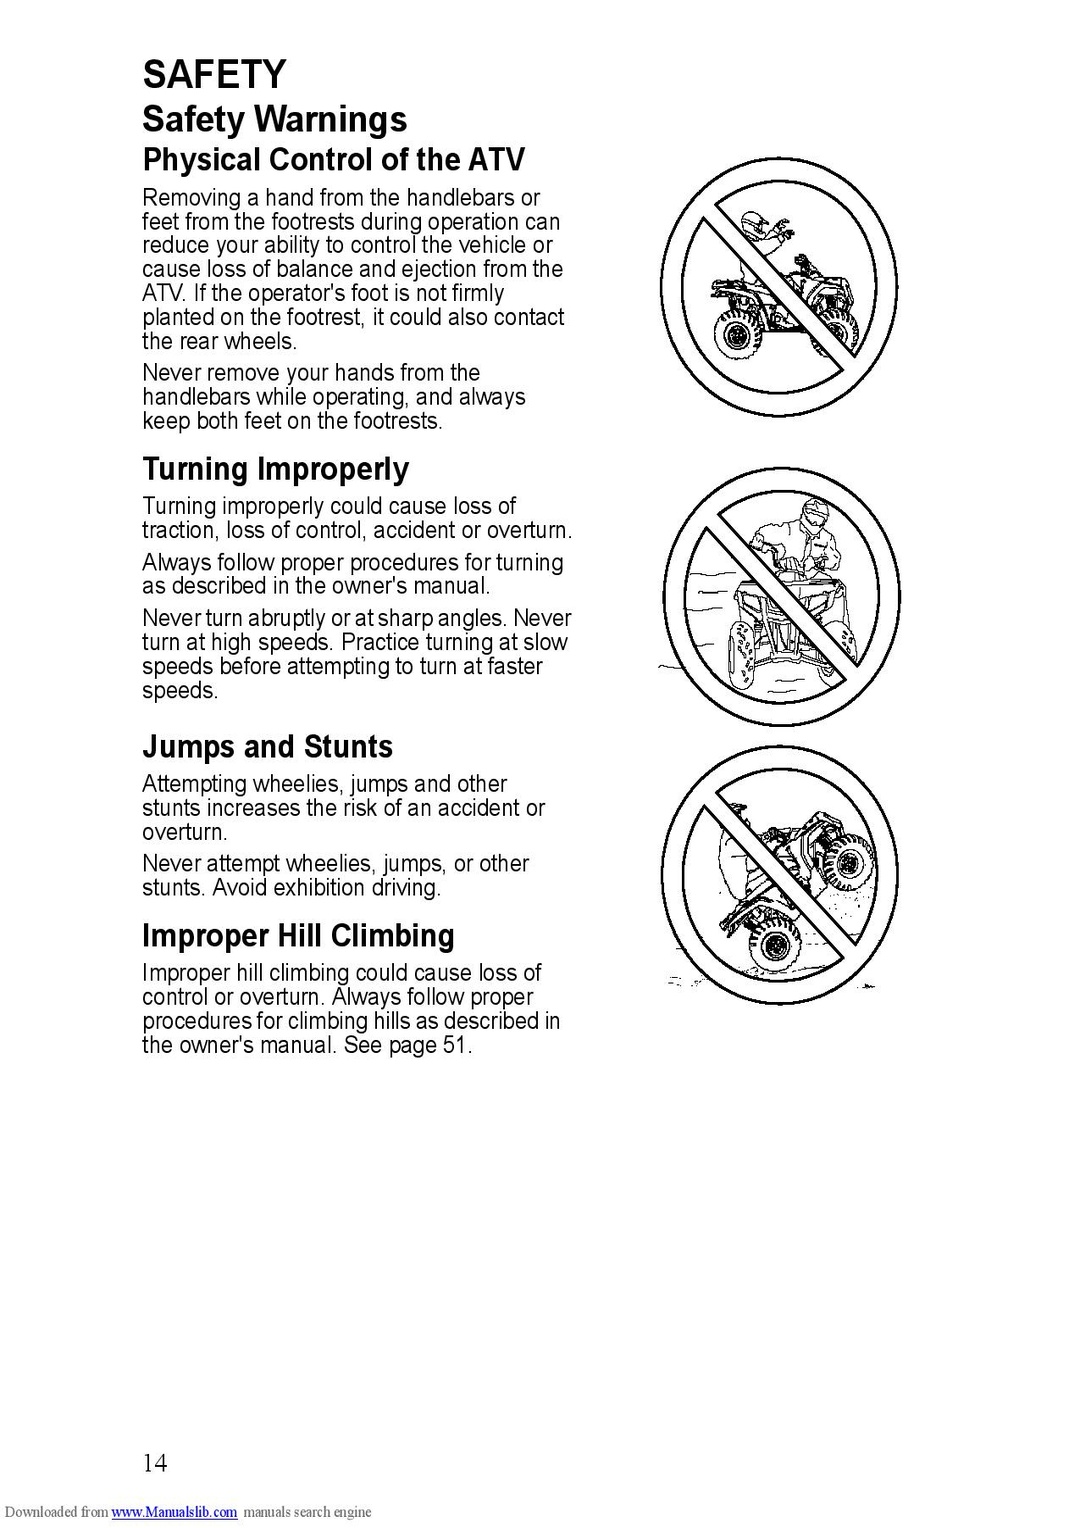 SAFETY
Safety Warnings
Physical Control of the ATV
Removing a hand from the handlebars or
feet from the footrests during operation can
reduce your ability to control the vehicle or
cause loss of balance and ejection from the
ATV. If the operator's foot is not firmly
planted on the footrest, it could also contact
the rear wheels.
Never remove your hands from the
handlebars while operating, and always
keep both feet on the footrests.
Turning Improperly
Turning improperly could cause loss of
traction, loss of control, accident or overturn.
Always follow proper procedures for turning
as described in the owner's manual.
Never turn abruptly or at sharp angles. Never
turn at high speeds. Practice turning at slow
speeds before attempting to turn at faster
speeds.
Jumps and Stunts
Attempting wheelies, jumps and other
stunts increases the risk of an accident or
overturn.
Never attempt wheelies, jumps, or other
stunts. Avoid exhibition driving.
Improper Hill Climbing
Improper hill climbing could cause loss of
control or overturn. Always follow proper
procedures for climbing hills as described in
the owner's manual. See page 51.
14
Downloaded from www.Manualslib.com manuals search engine